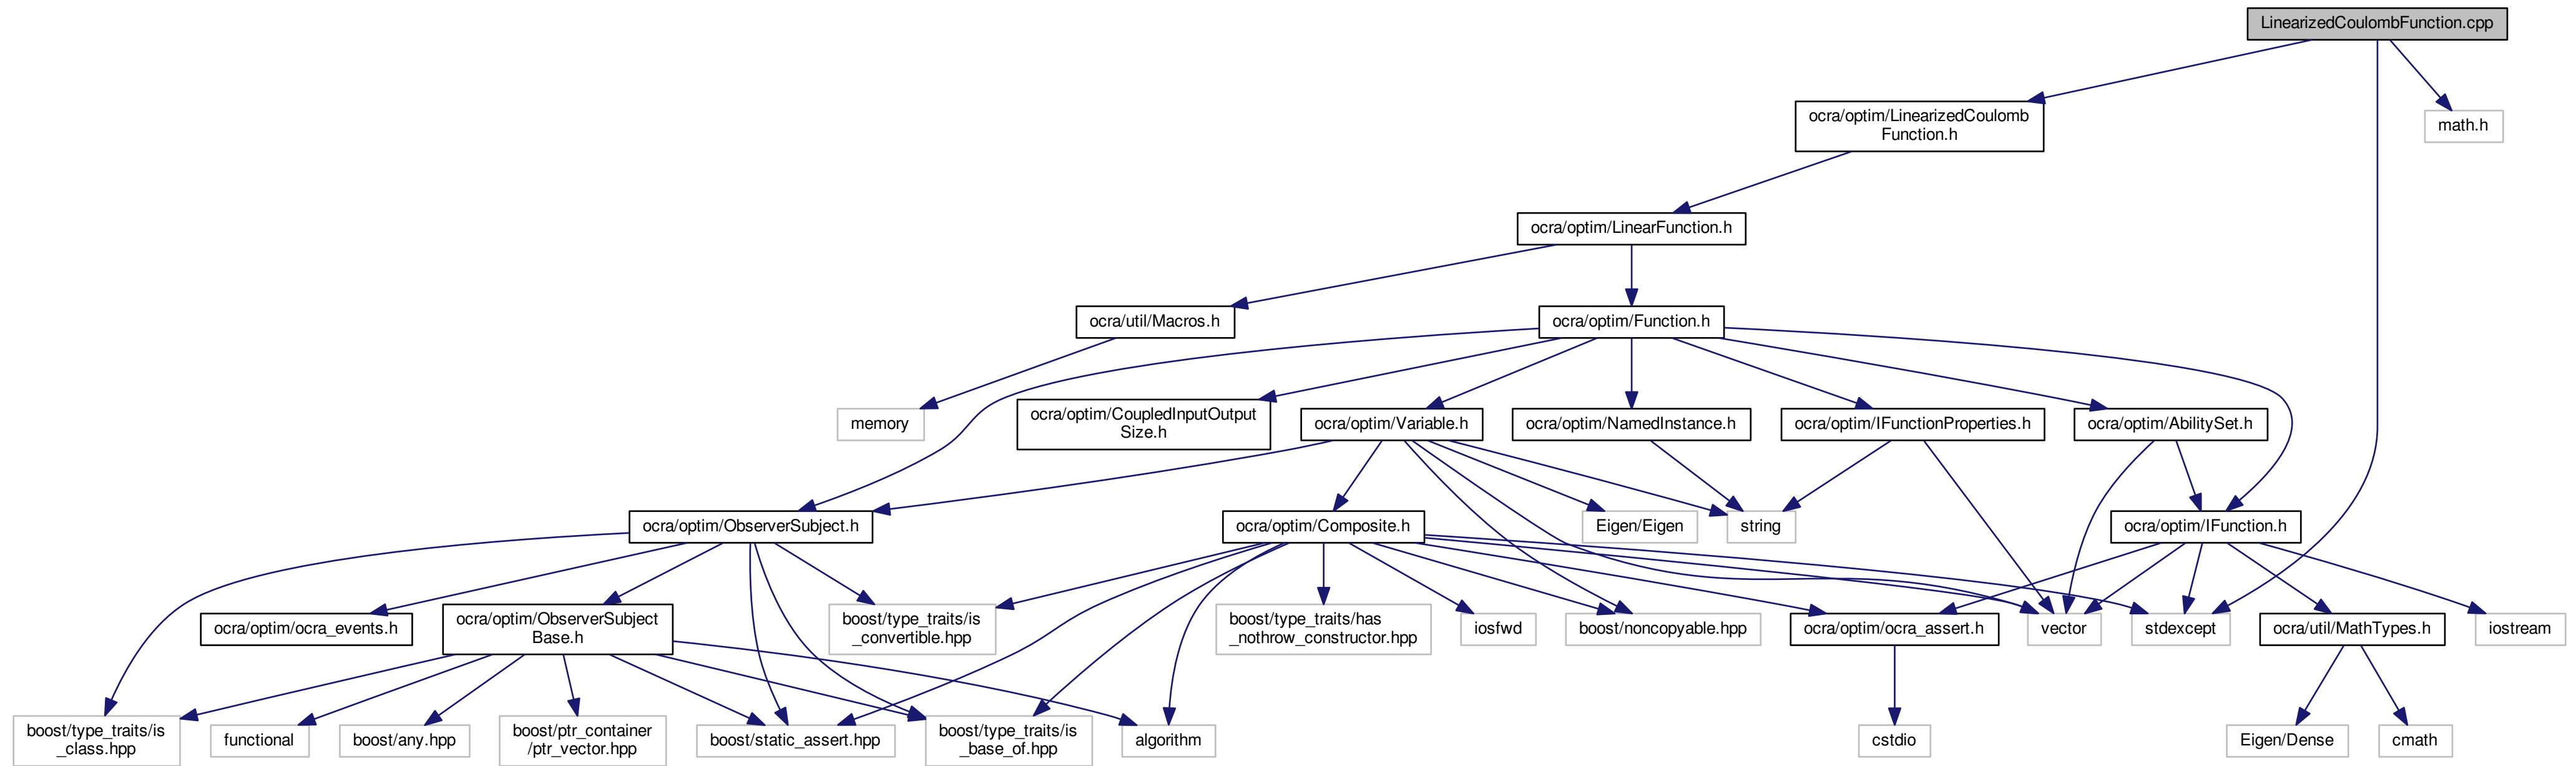 LinearizedCoulombFunction.cpp
ocra/optim/LinearizedCoulomb
Function.h
math.h
ocra/optim/LinearFunction.h
ocra/util/Macros.h
ocra/optim/Function.h
memory
ocra/optim/CoupledInputOutput
Size.h
ocra/optim/Variable.h
ocra/optim/NamedInstance.h
ocra/optim/IFunctionProperties.h
ocra/optim/AbilitySet.h
ocra/optim/ObserverSubject.h
ocra/optim/Composite.h
Eigen/Eigen
string
ocra/optim/IFunction.h
ocra/optim/ocra_events.h
ocra/optim/ObserverSubject
Base.h
boost/type_traits/is
_convertible.hpp
boost/type_traits/has
_nothrow_constructor.hpp
iosfwd
boost/noncopyable.hpp
ocra/optim/ocra_assert.h
vector
stdexcept
ocra/util/MathTypes.h
iostream
boost/type_traits/is
_class.hpp
functional
boost/any.hpp
boost/ptr_container
/ptr_vector.hpp
boost/static_assert.hpp
boost/type_traits/is
_base_of.hpp
algorithm
cstdio
Eigen/Dense
cmath